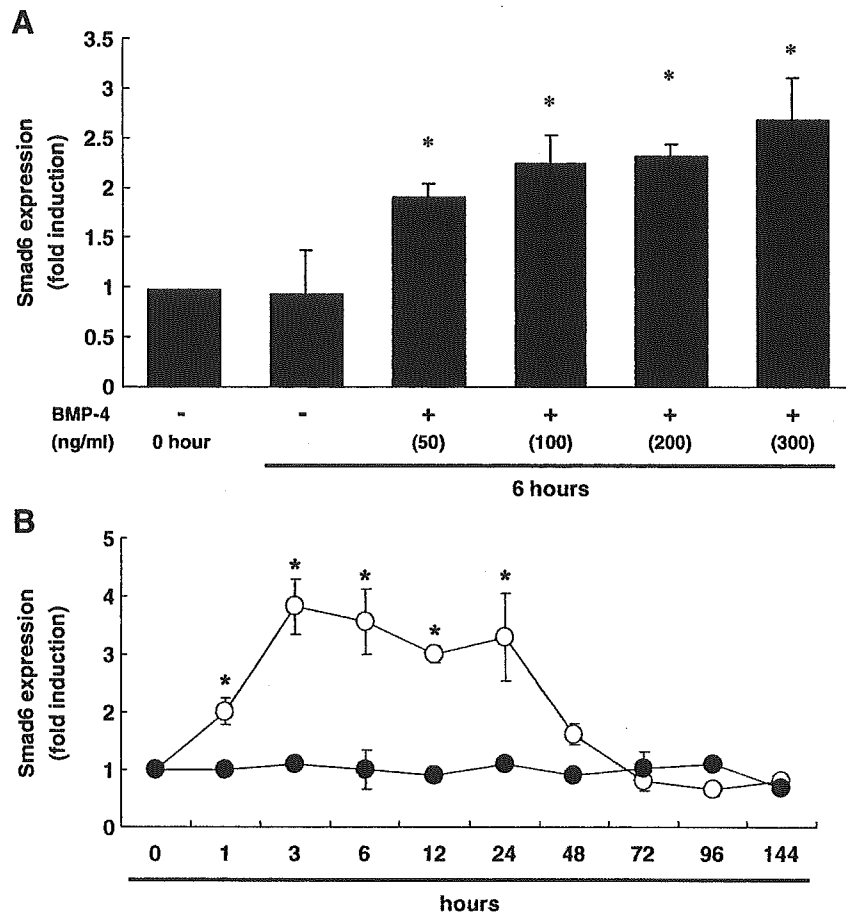 A
Smad6 expression
(fold induction)
3.5
3
2.5
2
1.5
1
0.5
0
* * * *
BMP-4 - - + + + +
(ng/ml) 0 hour (50) (100) (200) (300)
6 hours
B
Smad6 expression
(fold induction)
5
4
3
2
1
0
* * * * *
0 1 3 6 12 24 48 72 96 144
hours